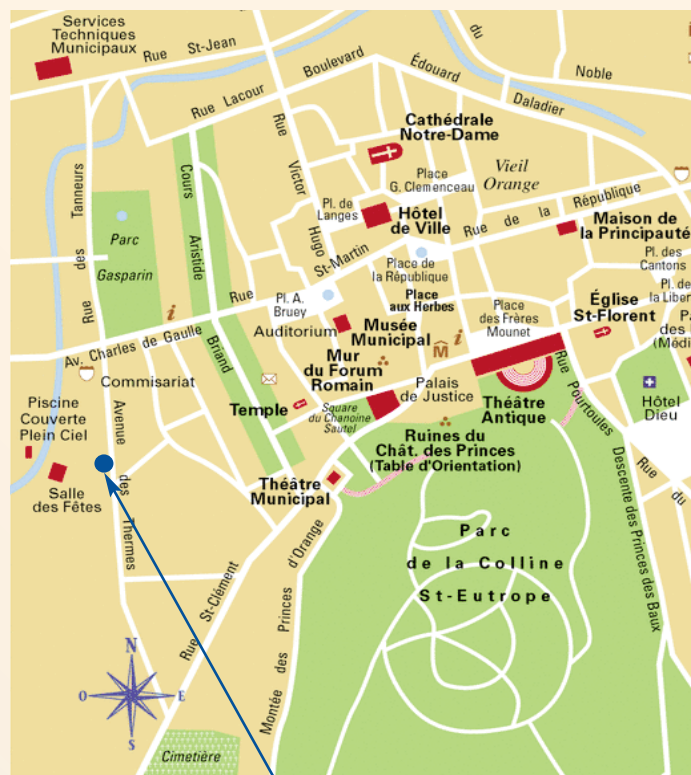 Services
Techniques
Municipaux
Rue St-Jean
Boulevard Édouard Daladier
du
Noble
Rue Lacour
Rue Victor Hugo
Cathédrale
Notre-Dame
Vieil
Orange
Place
G. Clemenceau
Pl. de
Langes
Hôtel
de Ville
Rue de la République
Maison de
la Principauté
Pl. des
Cantons
Rue des Tanneurs
Parc
Gasparin
Cours Aristide Briand
Rue St-Martin
Place de
la République
Place
aux Herbes
Pl. A.
Bruey
Auditorium
Musée
Municipal
i
M
i
Place
des Frères
Mounet
Église
St-Florent
Pl. de
la Liber
P
des
(Médi
Av. Charles de Gaulle
Commisariat
Mur
du Forum
Romain
Palais
de Justice
Théâtre
Antique
Rue Pourtoules
Hôtel
Dieu
Piscine
Couverte
Plein Ciel
Temple
Square
du Chanoine
Sautel
Ruines du
Chât. des Princes
(Table d'Orientation)
Salle
des Fêtes
Avenue des Thermes
Théâtre
Municipal
Descente des Princes des Baux
Rue du
Parc
de la Colline
St-Eutrope
Rue St-Clément
Montée des Princes d'Orange
N
O
E
S
Cimetière